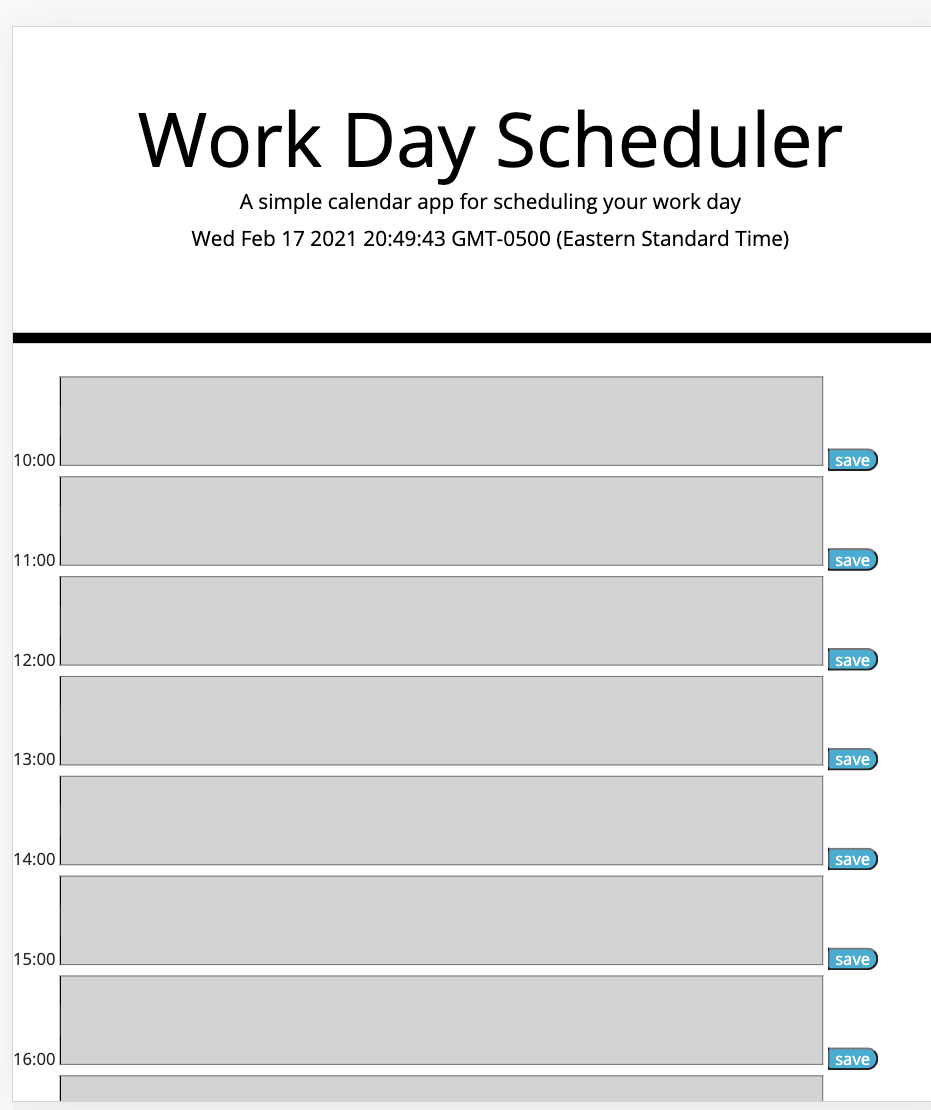 Work Day Scheduler
A simple calendar app for scheduling your work day
Wed Feb 17 2021 20:49:43 GMT-0500 (Eastern Standard Time)
10:00 save
11:00 save
12:00 save
13:00 save
14:00 save
15:00 save
16:00 save